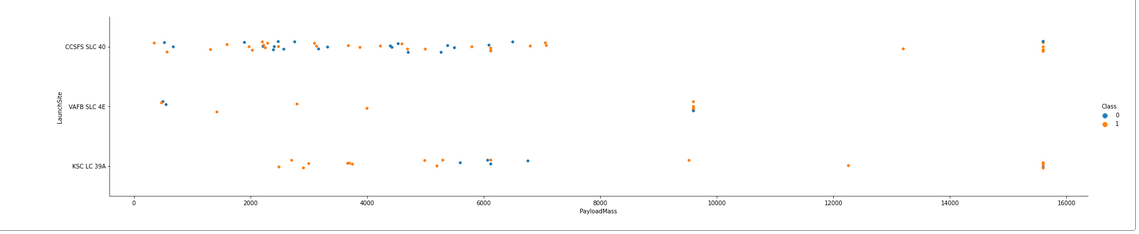 CCSFS SLC 40
VAFB SLC 4E
KSC LC 39A
LaunchSite
0 2000 4000 6000 8000 10000 12000 14000 16000
PayloadMass
Class
0
1